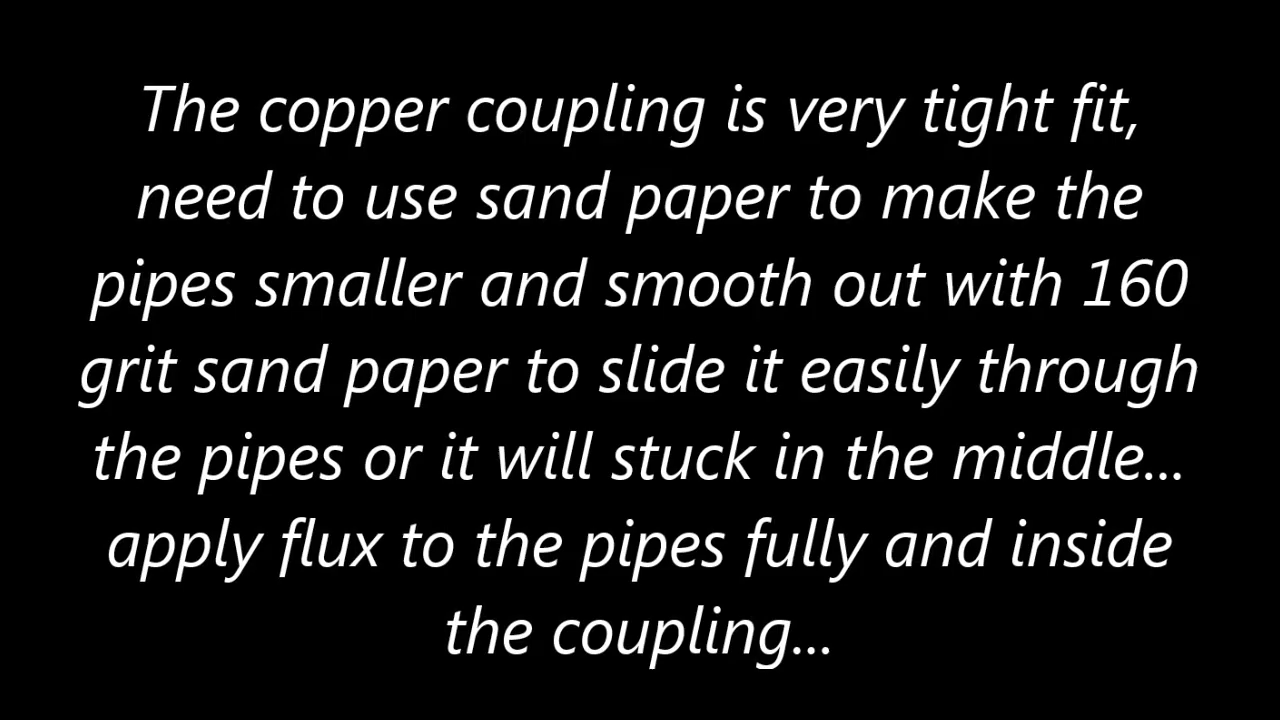 The copper coupling is very tight fit,
need to use sand paper to make the
pipes smaller and smooth out with 160
grit sand paper to slide it easily through
the pipes or it will stuck in the middle...
apply flux to the pipes fully and inside
the coupling...